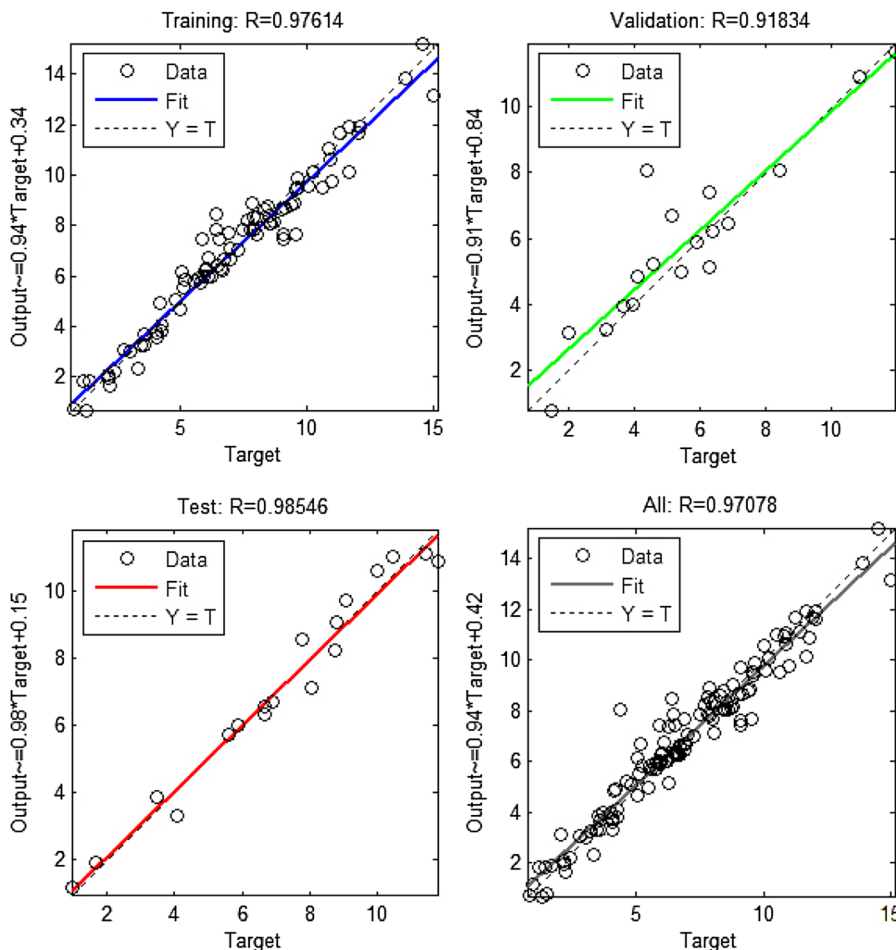 Training: R=0.97614
Output~=0.94*Target+0.34
Data
Fit
Y = T
14
12
10
8
6
4
2
5
10
15
Target
Validation: R=0.91834
Output~=0.91*Target+0.84
Data
Fit
Y = T
10
8
6
4
2
2
4
6
8
10
Target
Test: R=0.98546
Output~=0.98*Target+0.15
Data
Fit
Y = T
10
8
6
4
2
2
4
6
8
10
Target
All: R=0.97078
Output~=0.94*Target+0.42
Data
Fit
Y = T
14
12
10
8
6
4
2
5
10
15
Target